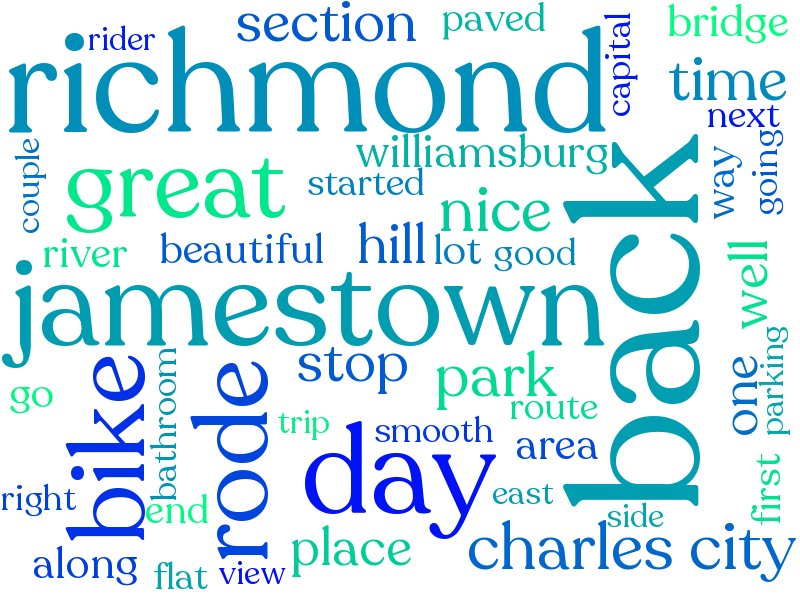 rider
section
paved
bridge
richmond
capital
time
next
couple
great
williamsburg
started
way
going
nice
back
river
beautiful
hill
lot
good
well
jamestown
bike
bathroom
rode
stop
park
one
parking
go
trip
route
smooth
day
area
right
end
east
first
side
along
flat
view
place
charles city